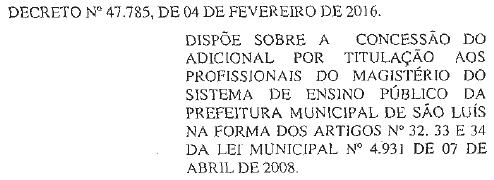 DECRETO Nº 47.785, DE 04 DE FEVEREIRO DE 2016.
DISPÕE SOBRE A CONCESSÃO DO
ADICIONAL POR TITULAÇÃO AOS
PROFISSIONAIS DO MAGISTÉRIO DO
SISTEMA DE ENSINO PÚBLICO DA
PREFEITURA MUNICIPAL DE SÃO LUÍS
NA FORMA DOS ARTIGOS Nº 32. 33 E 34
DA LEI MUNICIPAL Nº 4.931 DE 07 DE
ABRIL DE 2008.